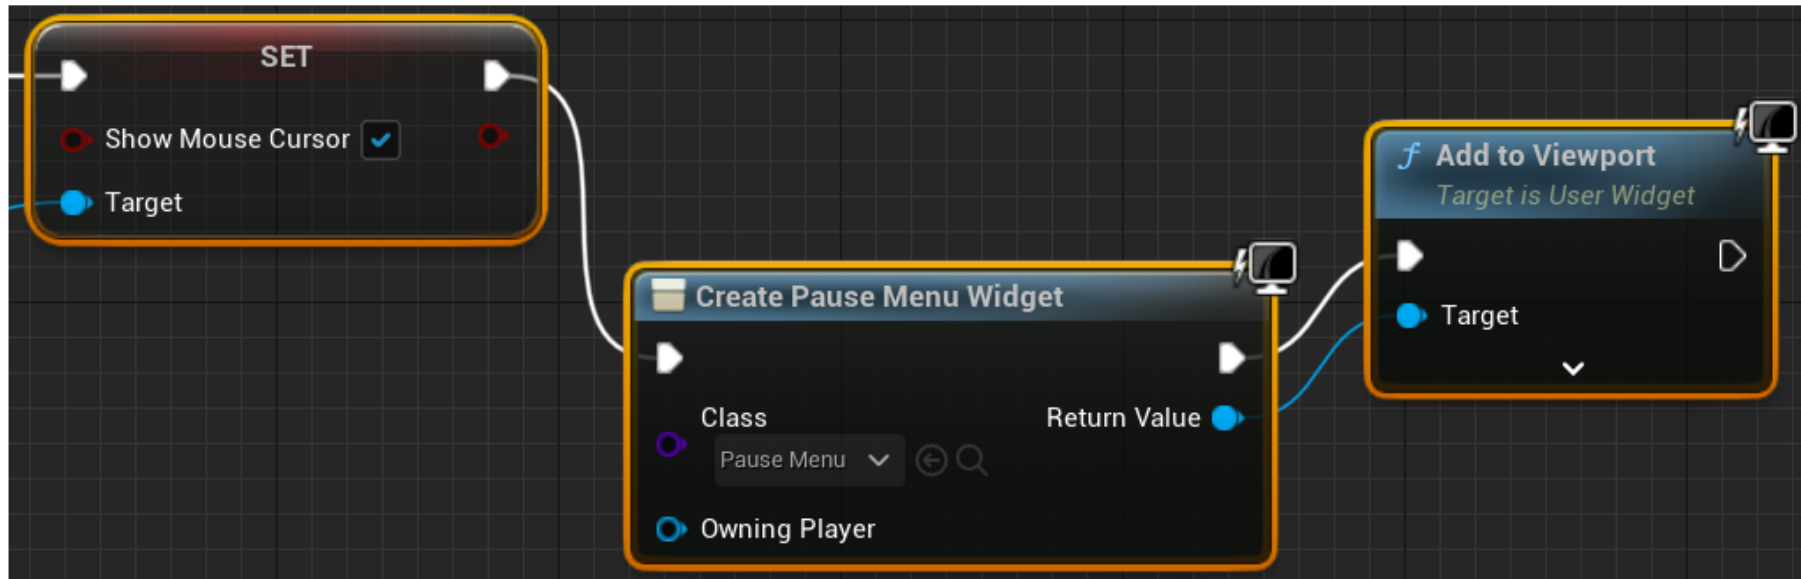 SET
Show Mouse Cursor
Target
Create Pause Menu Widget
Class
Return Value
Pause Menu
Owning Player
Add to Viewport
Target is User Widget
Target